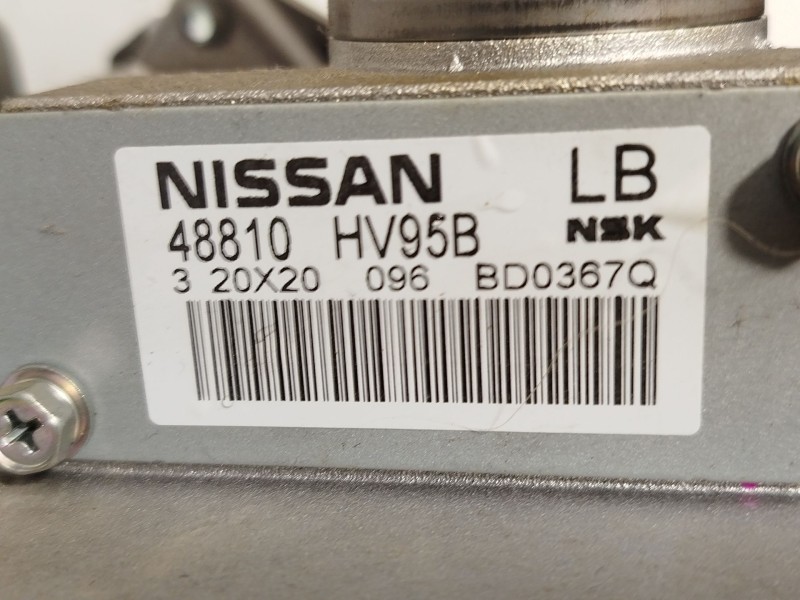 NISSAN LB
48810 HV95B NSK
3 20X20 096 BD0367Q